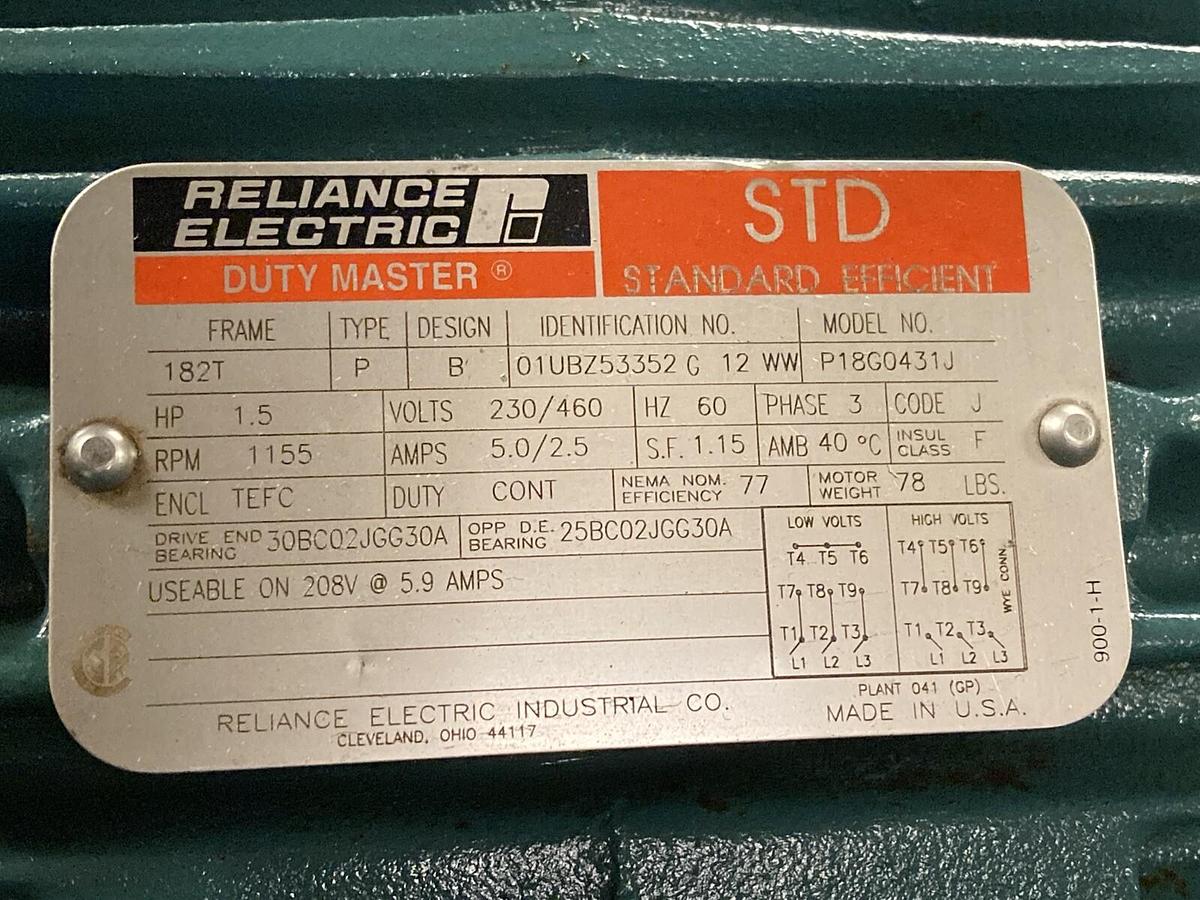 RELIANCE
ELECTRIC
DUTY MASTER ®
STD
STANDARD EFFICIENT
FRAME TYPE DESIGN IDENTIFICATION NO. MODEL NO.
182T P B 01UBZ53352 G 12 WW P18G0431J
HP 1.5 VOLTS 230/460 HZ 60 PHASE 3 CODE J
RPM 1155 AMPS 5.0/2.5 S.F. 1.15 AMB 40 °C INSUL CLASS F
ENCL TEFC DUTY CONT NEMA NOM. EFFICIENCY 77 MOTOR WEIGHT 78 LBS.
DRIVE END BEARING 30BC02JGG30A OPP D.E. BEARING 25BC02JGG30A
USEABLE ON 208V @ 5.9 AMPS
LOW VOLTS HIGH VOLTS
T4 T5 T6 T4 T5 T6
T7 T8 T9 T7 T8 T9
T1 T2 T3 T1 T2 T3
L1 L2 L3 L1 L2 L3
WYE CONN.
900-1-H
RELIANCE ELECTRIC INDUSTRIAL CO.
CLEVELAND, OHIO 44117
PLANT 041 (GP)
MADE IN U.S.A.